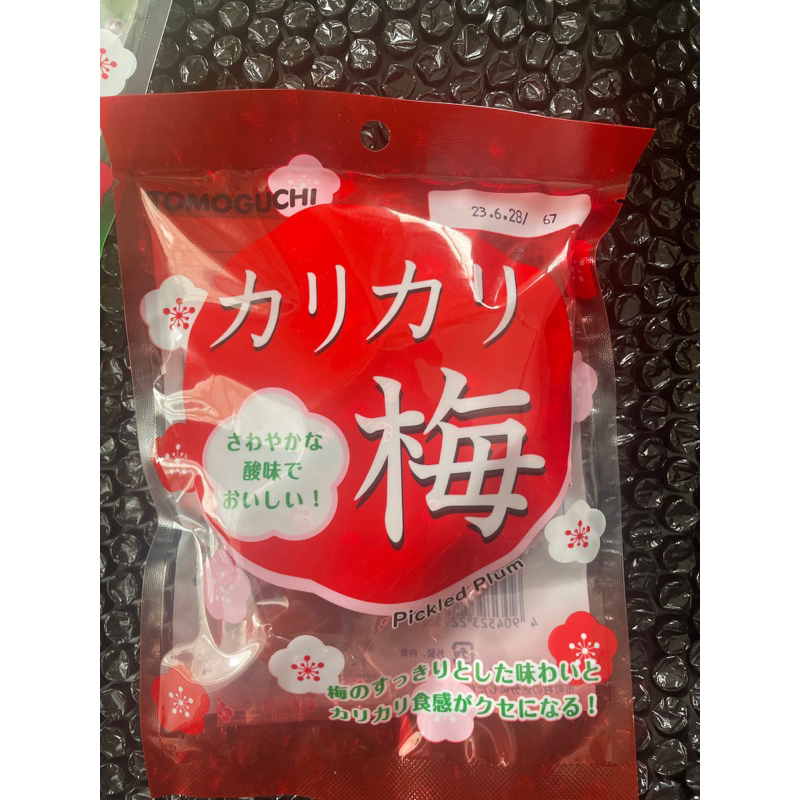 TOMOGUCHI
23.6.28/ 67
カリカリ
梅
さわやかな
酸味で
おいしい！
Pickled Plum
梅のすっきりとした味わいと
カリカリ食感がクセになる！